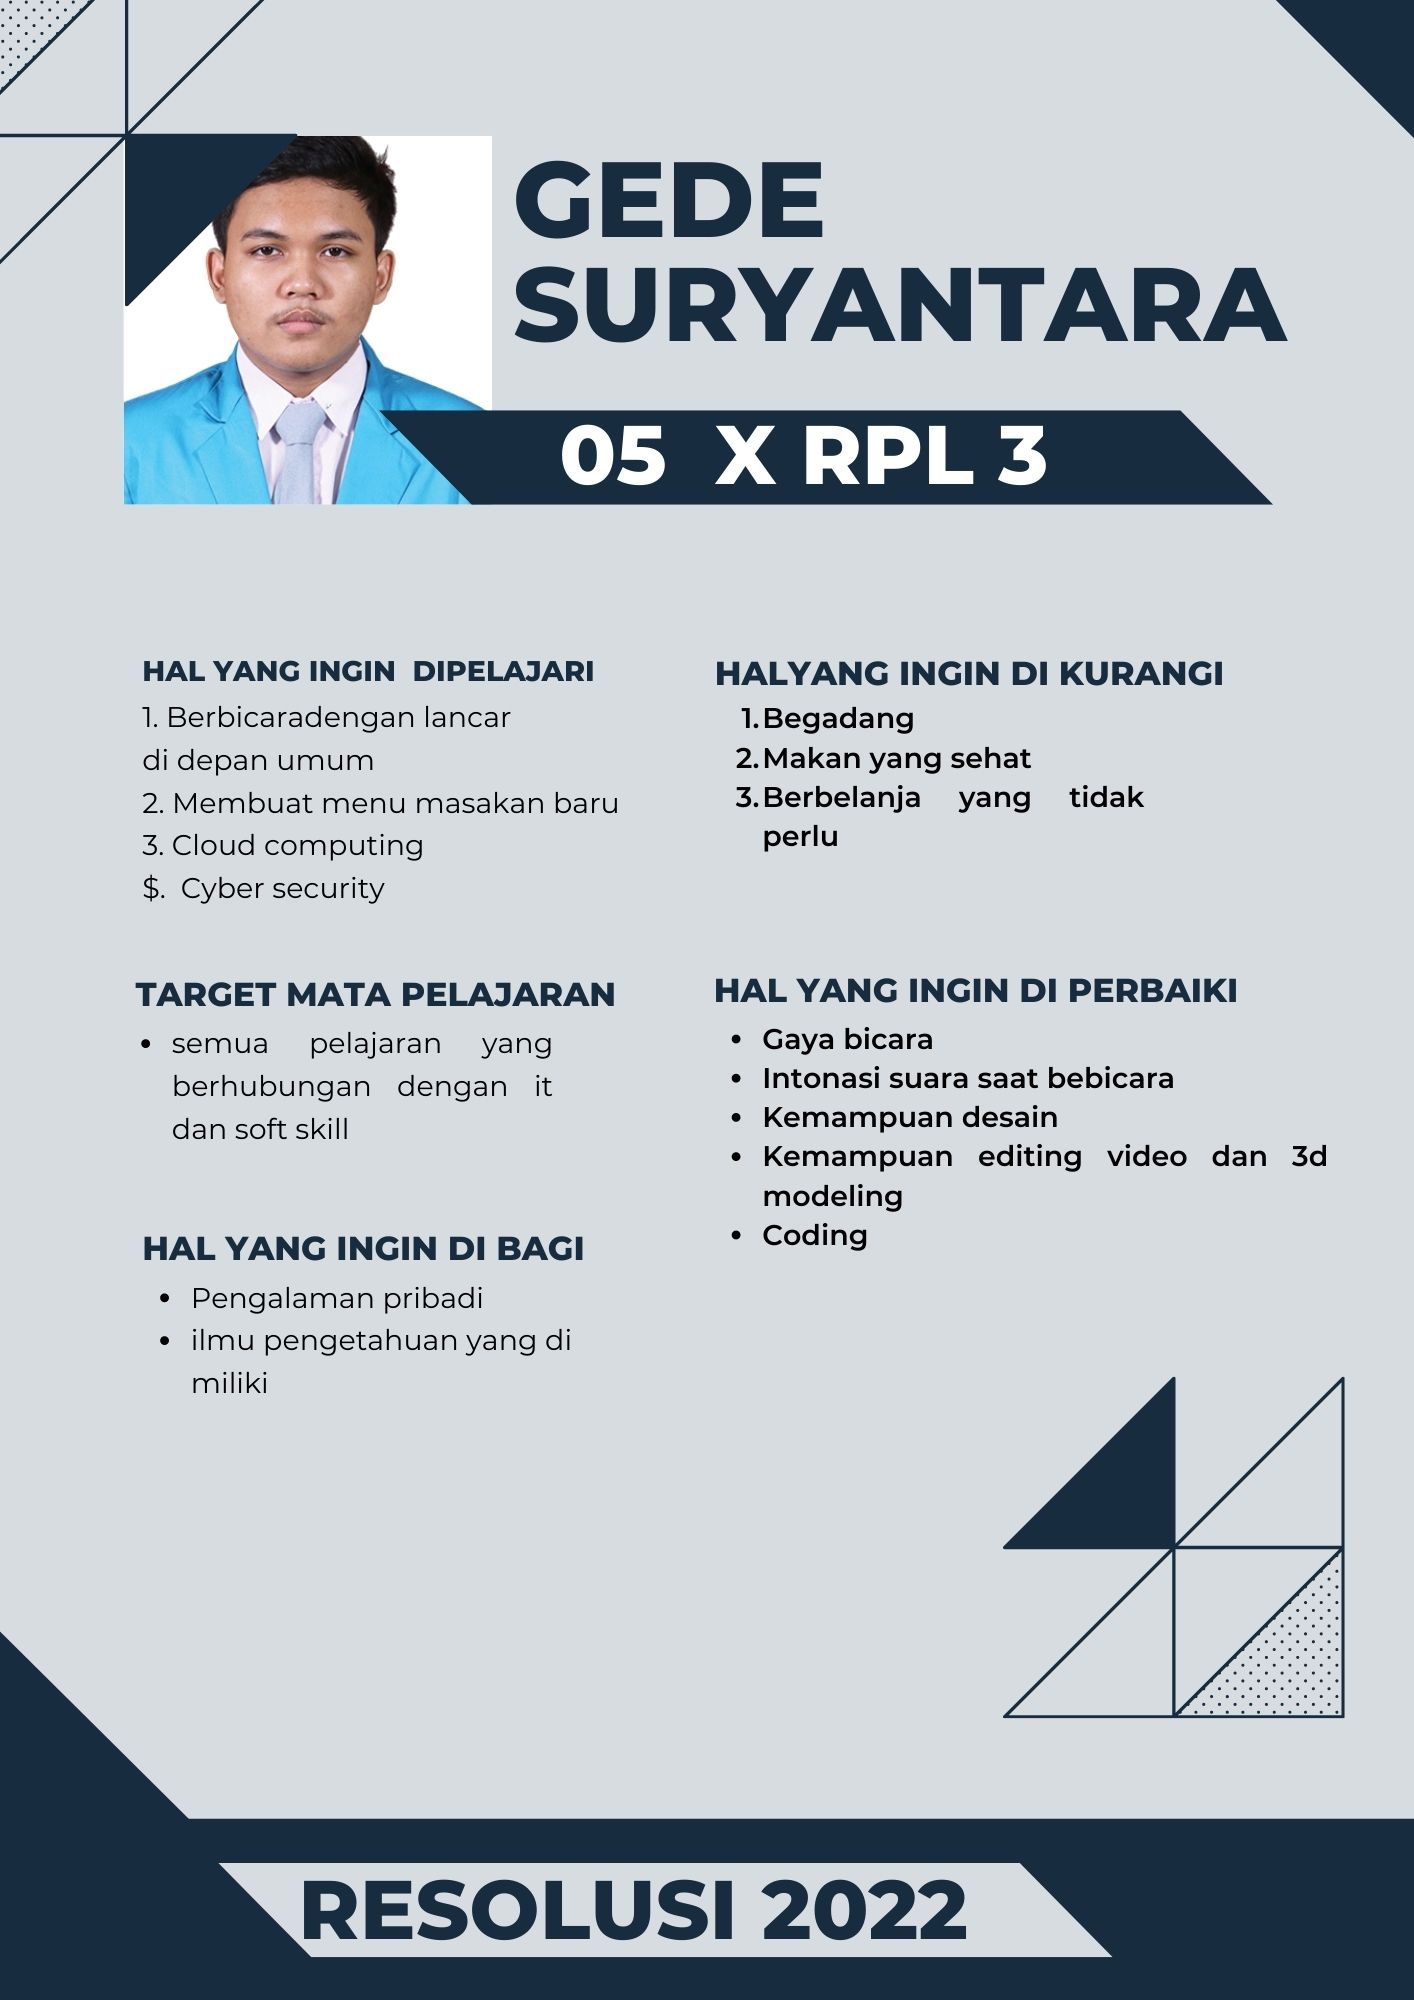 GEDE
SURYANTARA
05  X RPL 3
HAL YANG INGIN  DIPELAJARI
1. Berbicaradengan lancar
di depan umum
2. Membuat menu masakan baru
3. Cloud computing
$.  Cyber security
TARGET MATA PELAJARAN
• semua pelajaran yang
berhubungan dengan it
dan soft skill
HAL YANG INGIN DI BAGI
• Pengalaman pribadi
• ilmu pengetahuan yang di
miliki
HALYANG INGIN DI KURANGI
1. Begadang
2. Makan yang sehat
3. Berbelanja yang tidak
perlu
HAL YANG INGIN DI PERBAIKI
• Gaya bicara
• Intonasi suara saat bebicara
• Kemampuan desain
• Kemampuan editing video dan 3d
modeling
• Coding
RESOLUSI 2022